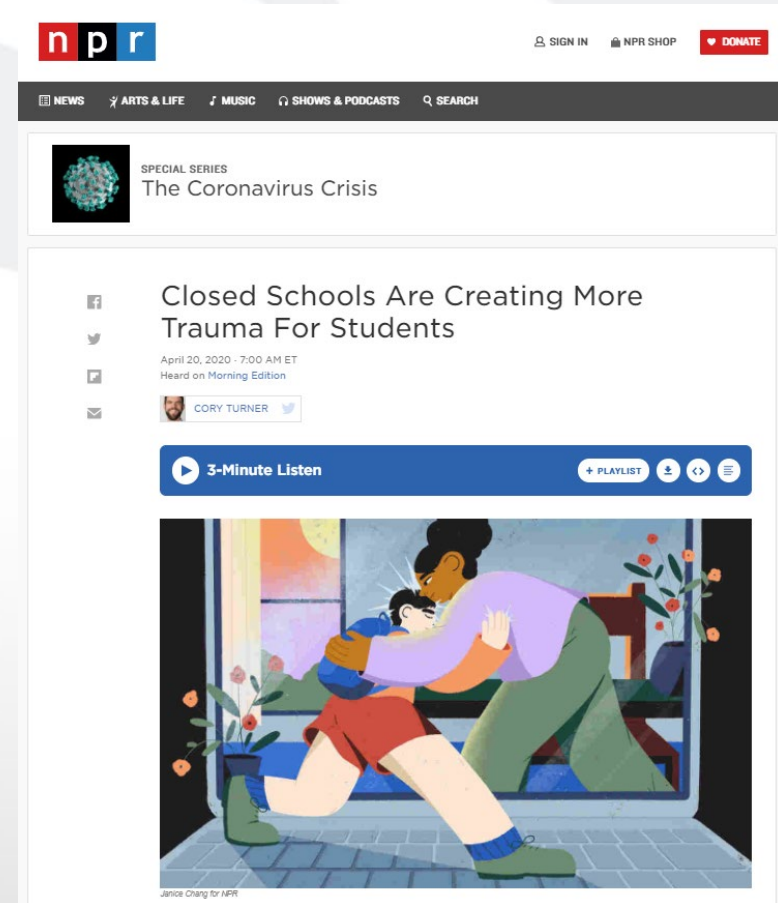 npr
SIGN IN NPR SHOP DONATE
NEWS ARTS & LIFE MUSIC SHOWS & PODCASTS SEARCH
SPECIAL SERIES
The Coronavirus Crisis
Closed Schools Are Creating More
Trauma For Students
April 20, 2020 · 7:00 AM ET
Heard on Morning Edition
CORY TURNER
3-Minute Listen + PLAYLIST
Janice Chang for NPR